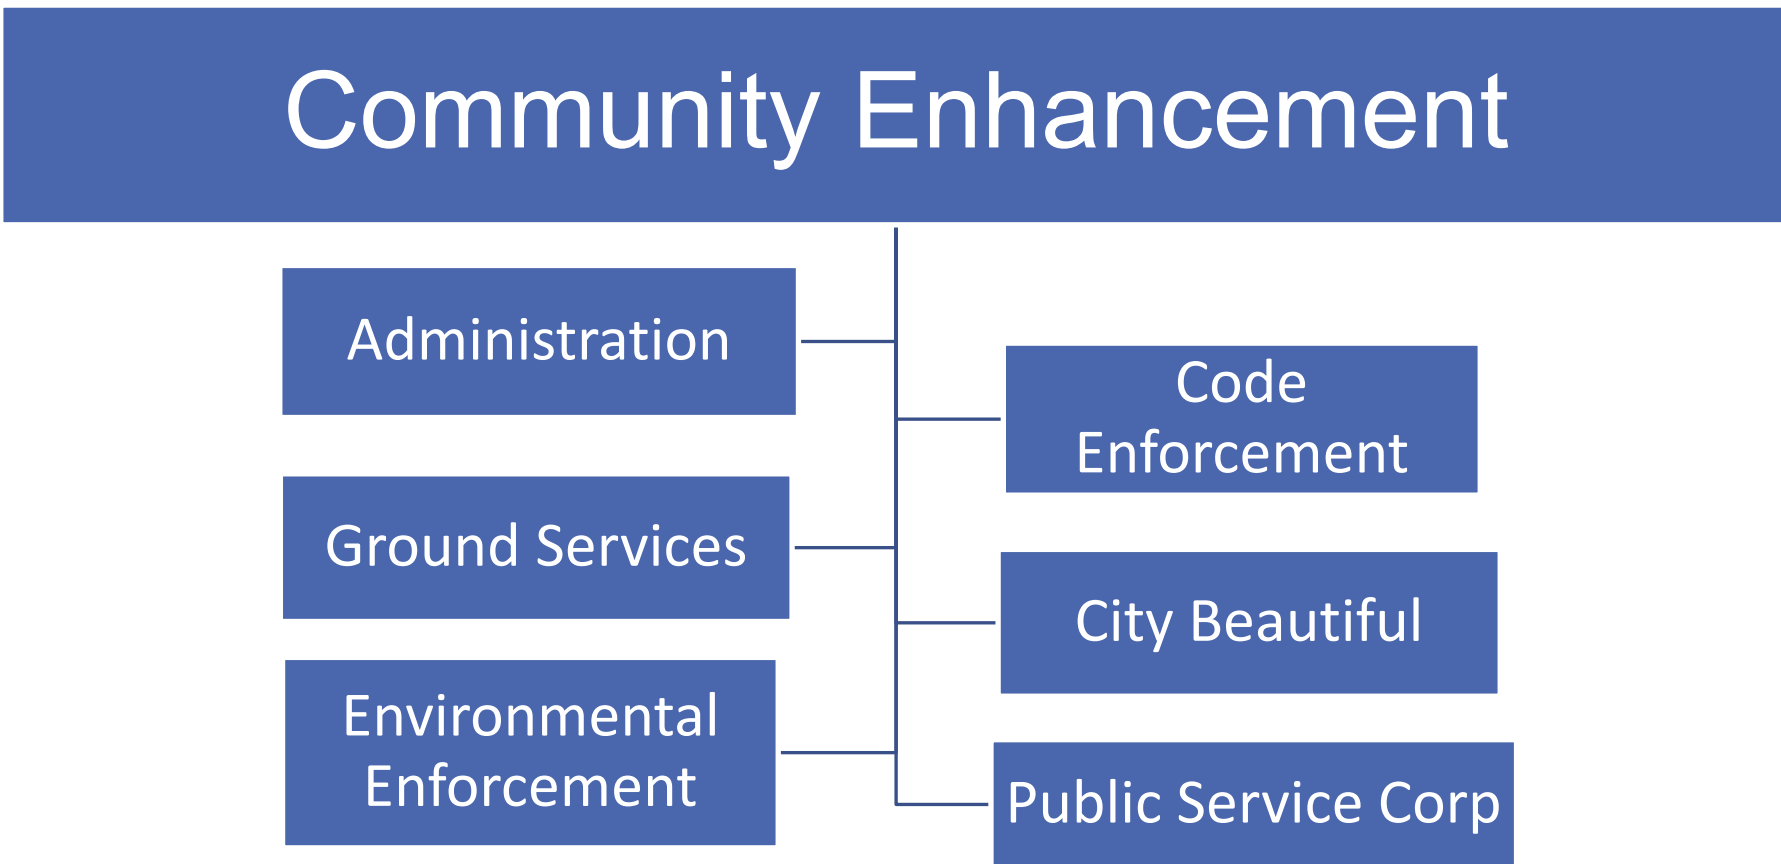 Community Enhancement
Administration
Code
Enforcement
Ground Services
City Beautiful
Environmental
Enforcement
Public Service Corp